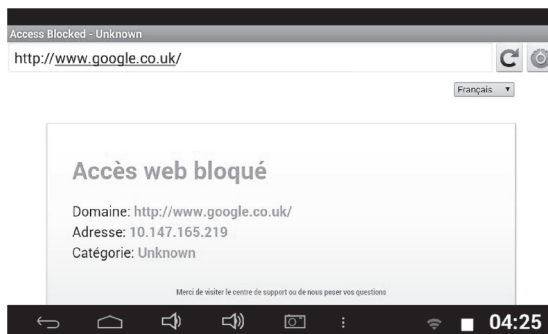 Access Blocked - Unknown
http://www.google.co.uk/
Français
Accès web bloqué
Domaine: http://www.google.co.uk/
Adresse: 10.147.165.219
Catégorie: Unknown
Merci de visiter le centre de support ou de nous poser vos questions
04:25